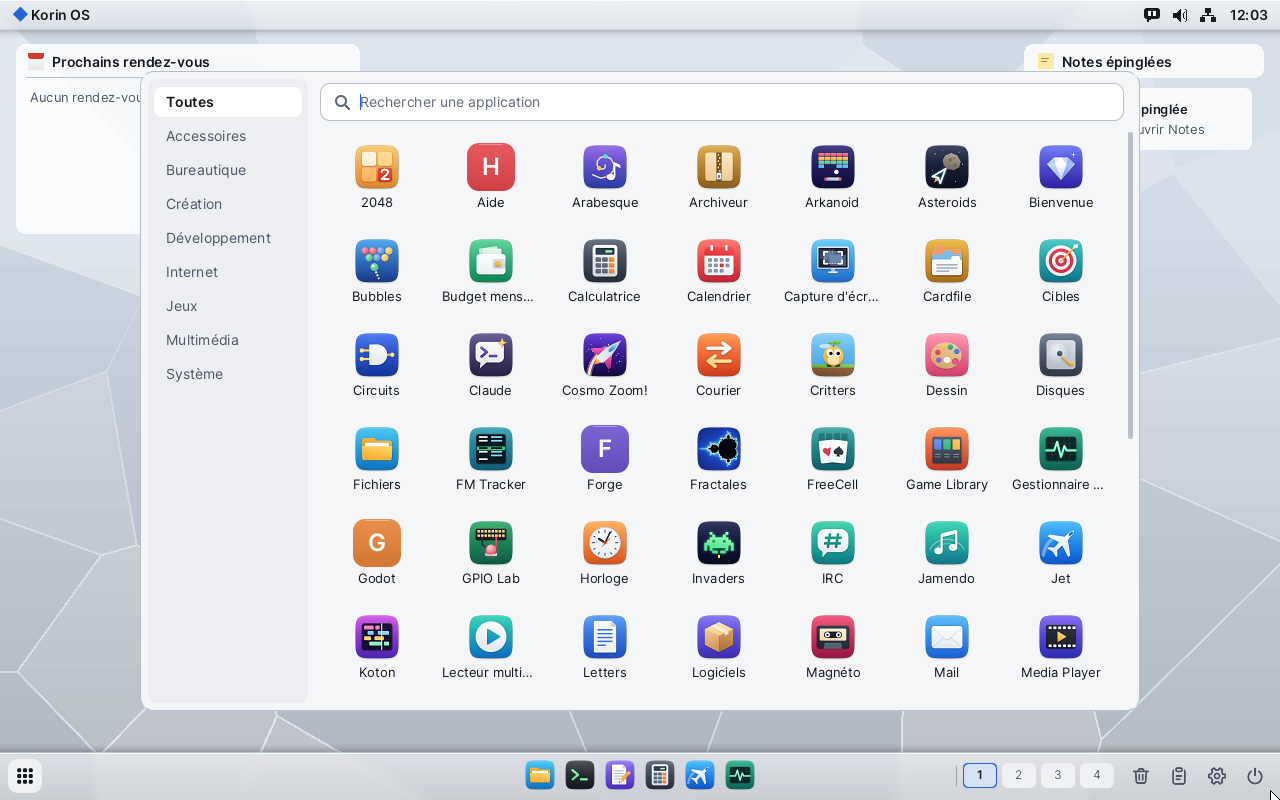 Korin OS
12:03
Prochains rendez-vous
Notes épinglées
Aucun rendez-vou
pinglée
uvrir Notes
Rechercher une application
Toutes
Accessoires
Bureautique
Création
Développement
Internet
Jeux
Multimédia
Système
2
H
2048
Aide
Arabesque
Archiveur
Arkanoid
Asteroids
Bienvenue
Bubbles
Budget mens...
Calculatrice
Calendrier
Capture d'écr...
Cardfile
Cibles
Circuits
Claude
Cosmo Zoom!
Courier
Critters
Dessin
Disques
F
Fichiers
FM Tracker
Forge
Fractales
FreeCell
Game Library
Gestionnaire ...
G
#
Godot
GPIO Lab
Horloge
Invaders
IRC
Jamendo
Jet
Koton
Lecteur multi...
Letters
Logiciels
Magnéto
Mail
Media Player
1
2
3
4